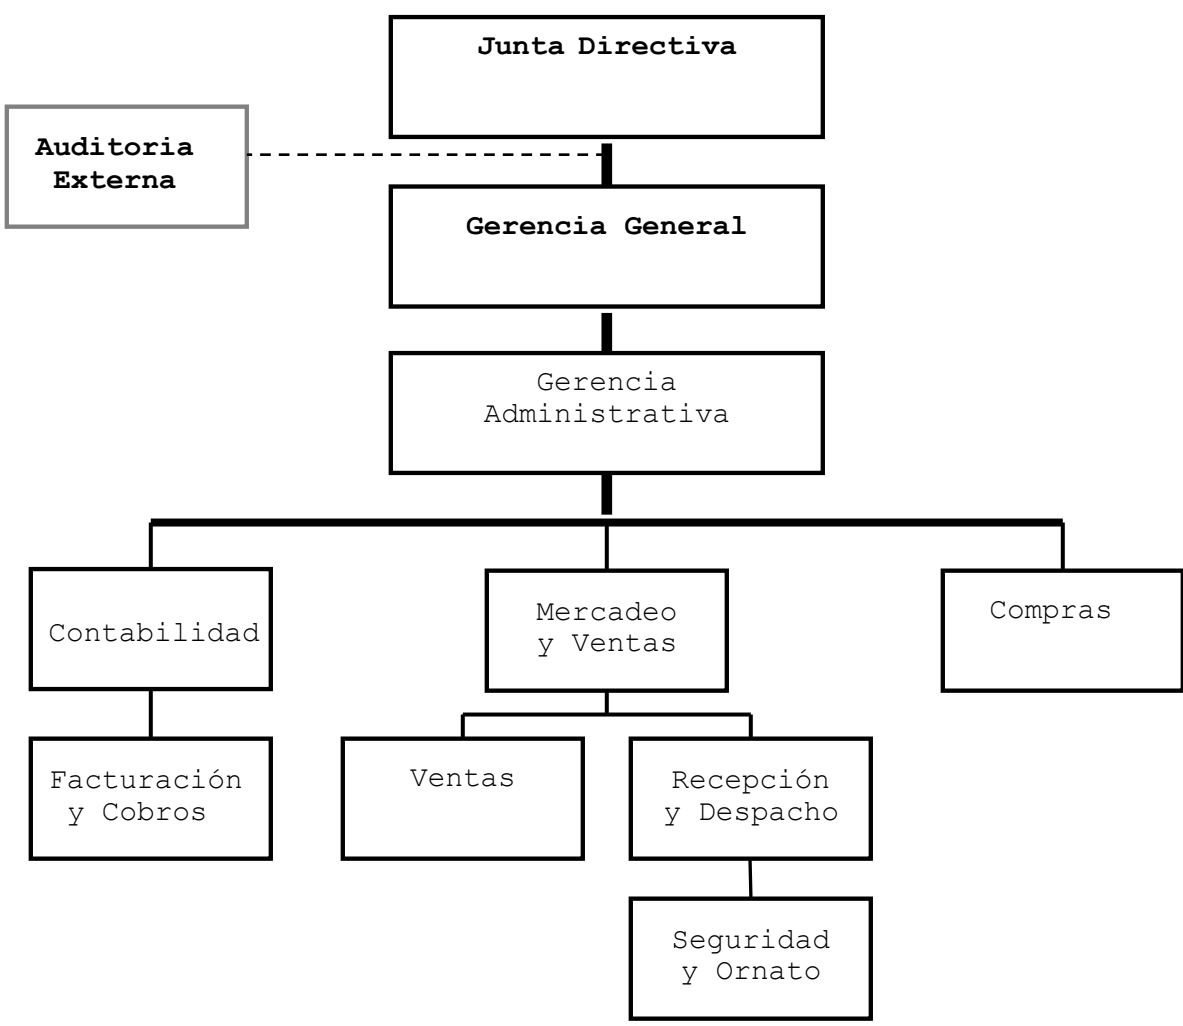 Junta Directiva
Auditoria
Externa
Gerencia General
Gerencia
Administrativa
Contabilidad
Mercadeo
y Ventas
Compras
Facturación
y Cobros
Ventas
Recepción
y Despacho
Seguridad
y Ornato